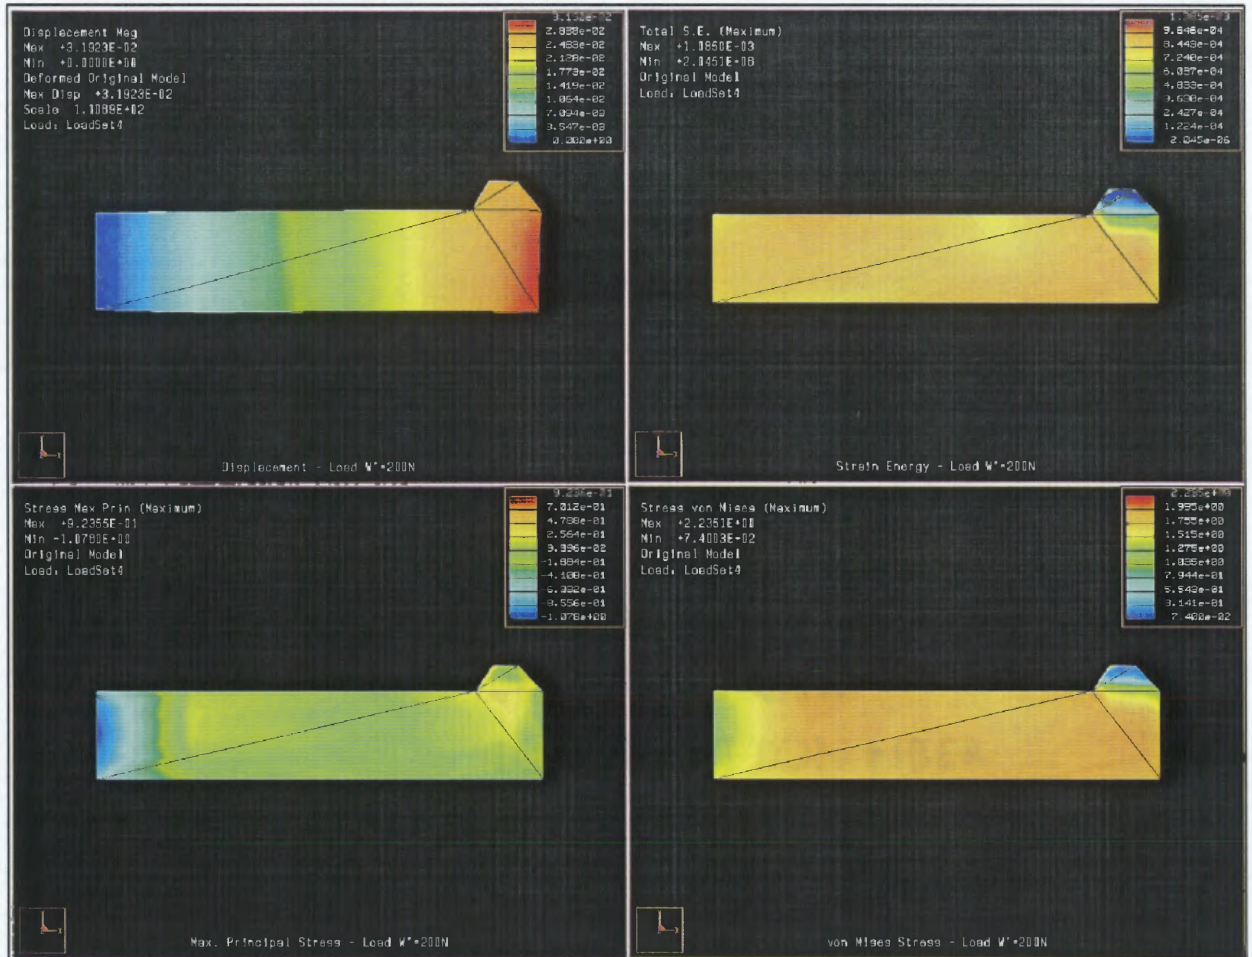 Displacement Mag
Max +3.1923E-02
Min +0.0000E+00
Deformed Original Model
Max Disp +3.1923E-02
Scale 1.1089E+02
Load: LoadSet4
2.838e-02
2.483e-02
2.128e-02
1.773e-02
1.419e-02
1.064e-02
7.094e-03
3.547e-03
0.000e+00
X
Displacement - Load W'=200N
Total S.E. (Maximum)
Max +1.0850E-03
Min +2.0451E-06
Original Model
Load: LoadSet4
9.646e-04
8.443e-04
7.240e-04
6.037e-04
4.833e-04
3.630e-04
2.427e-04
1.224e-04
2.045e-06
X
Strain Energy - Load W'=200N
Stress Max Prin (Maximum)
Max +9.2355E-01
Min -1.0780E+00
Original Model
Load: LoadSet4
7.012e-01
4.788e-01
2.564e-01
3.396e-02
-1.884e-01
-4.108e-01
-6.332e-01
-8.556e-01
-1.078e+00
X
Max. Principal Stress - Load W'=200N
Stress von Mises (Maximum)
Max +2.2351E+00
Min +7.4003E-02
Original Model
Load: LoadSet4
1.995e+00
1.755e+00
1.515e+00
1.275e+00
1.035e+00
7.944e-01
5.543e-01
3.141e-01
7.400e-02
X
von Mises Stress - Load W'=200N